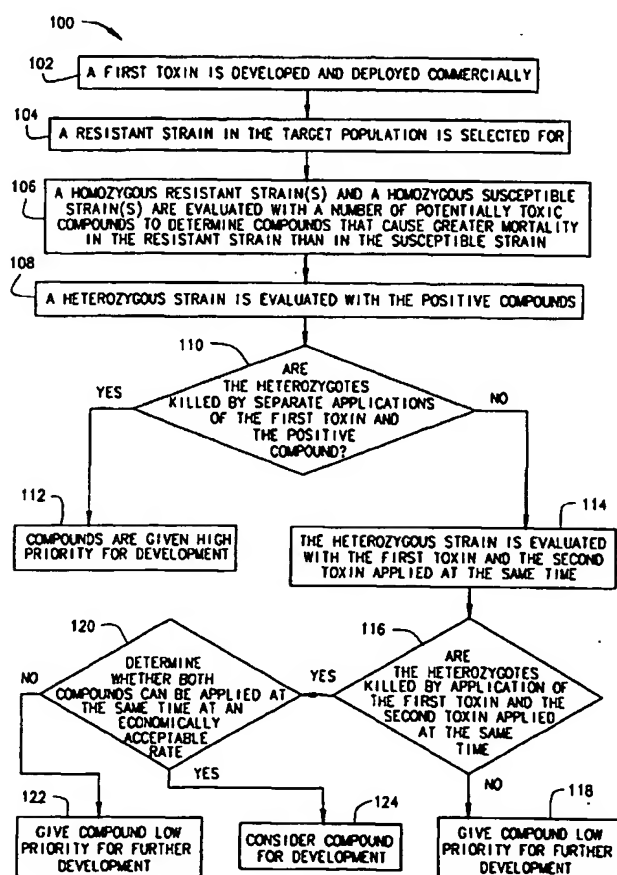 100
102
A FIRST TOXIN IS DEVELOPED AND DEPLOYED COMMERCIALLY
104
A RESISTANT STRAIN IN THE TARGET POPULATION IS SELECTED FOR
106
A HOMOZYGOUS RESISTANT STRAIN(S) AND A HOMOZYGOUS SUSCEPTIBLE
STRAIN(S) ARE EVALUATED WITH A NUMBER OF POTENTIALLY TOXIC
COMPOUNDS TO DETERMINE COMPOUNDS THAT CAUSE GREATER MORTALITY
IN THE RESISTANT STRAIN THAN IN THE SUSCEPTIBLE STRAIN
108
A HETEROZYGOUS STRAIN IS EVALUATED WITH THE POSITIVE COMPOUNDS
110
ARE
THE HETEROZYGOTES
KILLED BY SEPARATE APPLICATIONS
OF THE FIRST TOXIN AND
THE POSITIVE
COMPOUND?
YES
NO
112
COMPOUNDS ARE GIVEN HIGH
PRIORITY FOR DEVELOPMENT
114
THE HETEROZYGOUS STRAIN IS EVALUATED
WITH THE FIRST TOXIN AND THE SECOND
TOXIN APPLIED AT THE SAME TIME
116
ARE
THE HETEROZYGOTES
KILLED BY APPLICATION OF
THE FIRST TOXIN AND THE
SECOND TOXIN APPLIED
AT THE SAME
TIME
YES
NO
120
DETERMINE
WHETHER BOTH
COMPOUNDS CAN BE APPLIED AT
THE SAME TIME AT AN
ECONOMICALLY
ACCEPTABLE
RATE
NO
YES
122
GIVE COMPOUND LOW
PRIORITY FOR FURTHER
DEVELOPMENT
124
CONSIDER COMPOUND
FOR DEVELOPMENT
118
GIVE COMPOUND LOW
PRIORITY FOR FURTHER
DEVELOPMENT